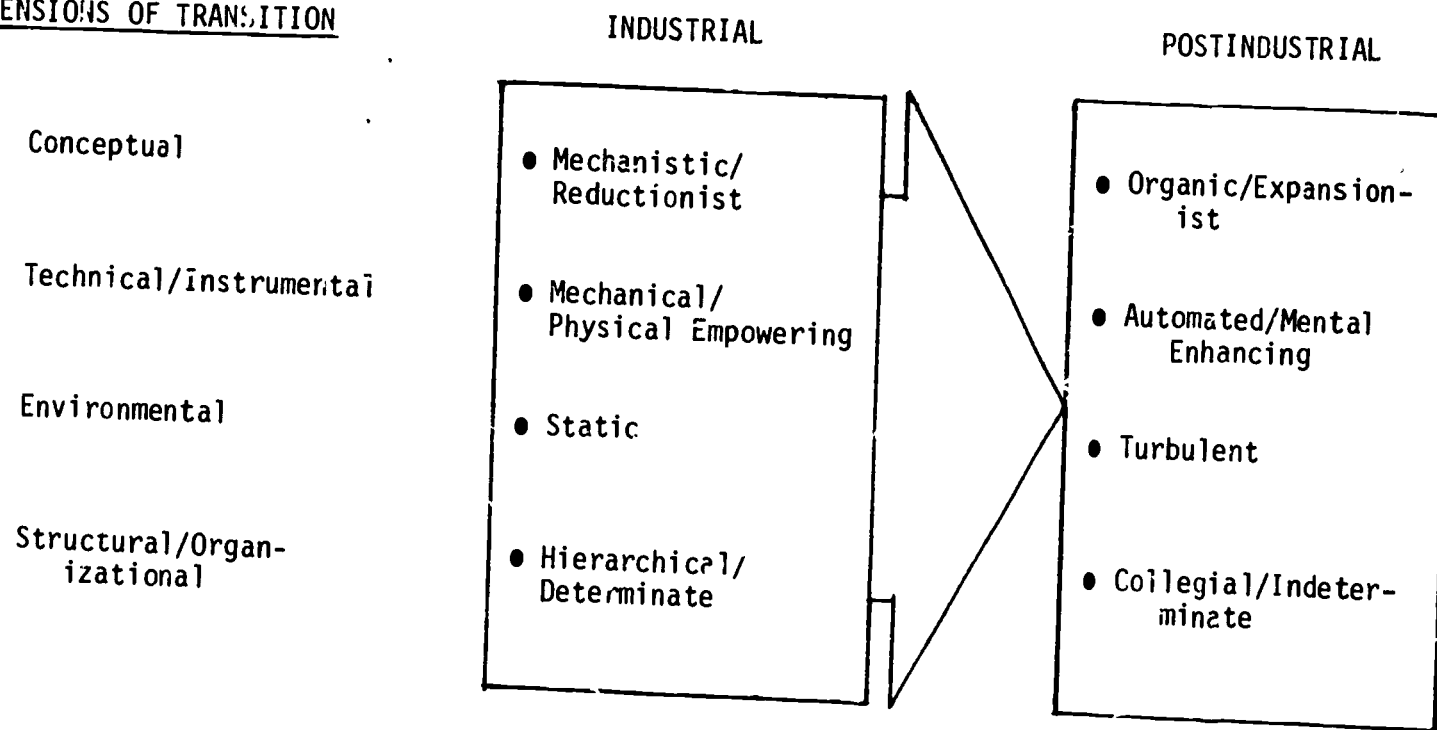 ENSIONS OF TRANSITION
INDUSTRIAL
POSTINDUSTRIAL
Conceptual
● Mechanistic/
Reductionist
● Organic/Expansion-
ist
Technical/Instrumental
● Mechanical/
Physical Empowering
● Automated/Mental
Enhancing
Environmental
● Static
● Turbulent
Structural/Organ-
izational
● Hierarchical/
Determinate
● Collegial/Indeter-
minate